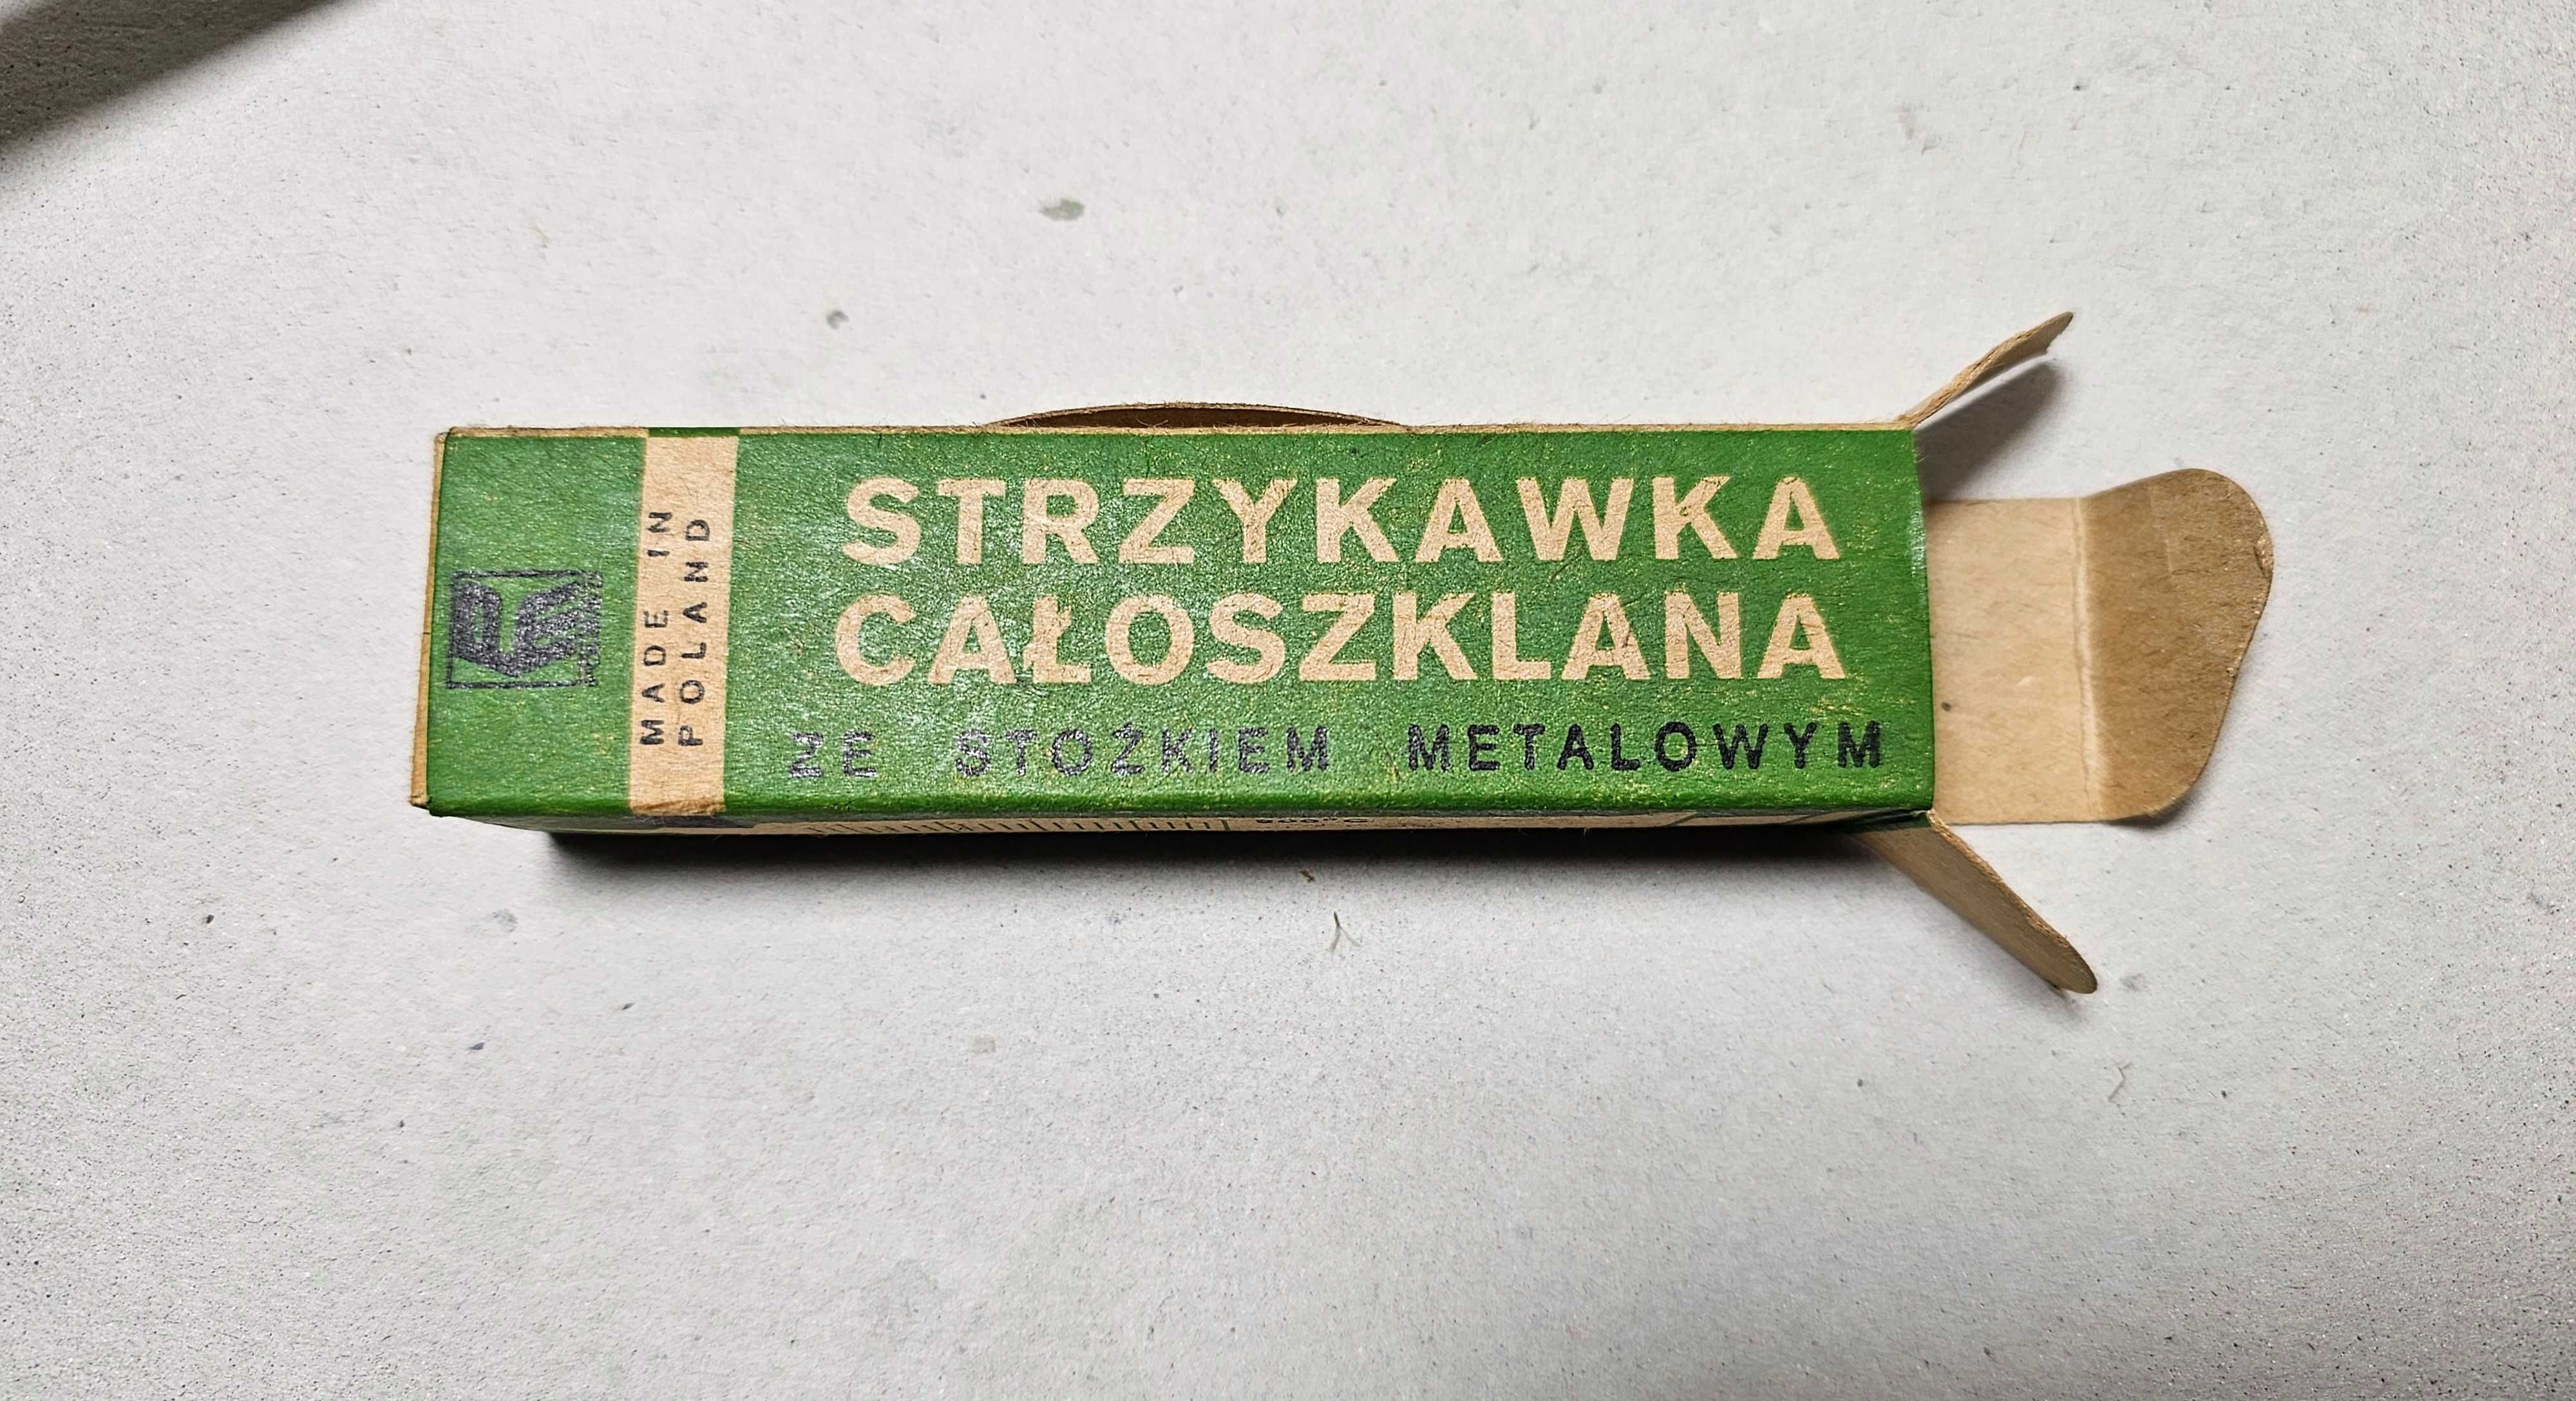 MADE IN
POLAND
STRZYKAWKA
CAŁOSZKLANA
ZE STOŻKIEM METALOWYM